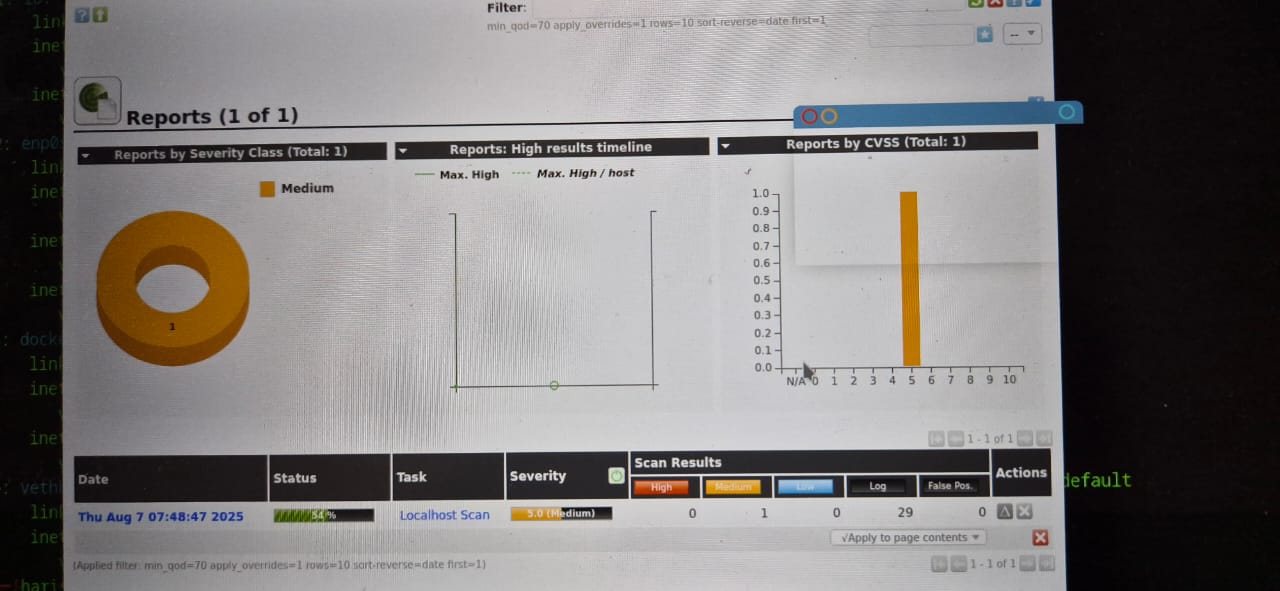 Filter:
min_qod=70 apply_overrides=1 rows=10 sort-reverse=date first=1
--
Reports (1 of 1)
Reports by Severity Class (Total: 1)
Medium
1
Reports: High results timeline
Max. High
Max. High / host
Reports by CVSS (Total: 1)
1.0
0.9
0.8
0.7
0.6
0.5
0.4
0.3
0.2
0.1
0.0
N/A 0 1 2 3 4 5 6 7 8 9 10
1 - 1 of 1
Date Status Task Severity Scan Results Actions
High Medium Low Log False Pos.
Thu Aug 7 07:48:47 2025 54 % Localhost Scan 5.0 (Medium) 0 1 0 29 0
√Apply to page contents
(Applied filter: min_qod=70 apply_overrides=1 rows=10 sort-reverse=date first=1)
1 - 1 of 1
lin
ine
ine
: enp0
lin
ine
ine
ine
: dock
lin
ine
ine
: veth
default
lin
ine
hari